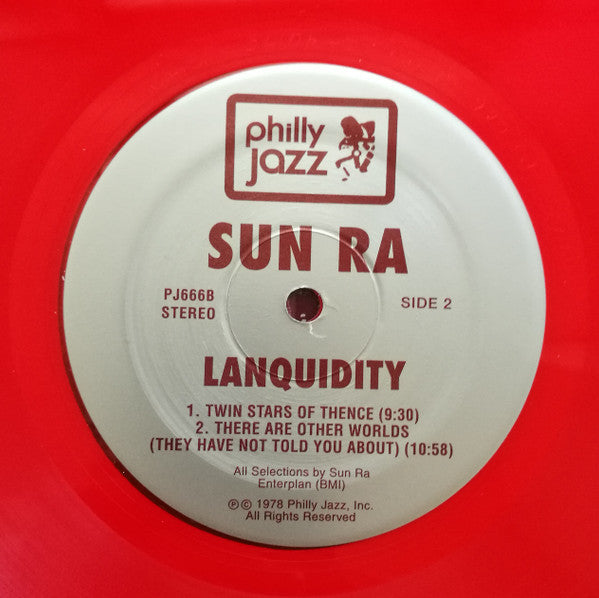 philly
jazz
SUN RA
PJ666B
STEREO
SIDE 2
LANQUIDITY
1. TWIN STARS OF THENCE (9:30)
2. THERE ARE OTHER WORLDS
(THEY HAVE NOT TOLD YOU ABOUT) (10:58)
All Selections by Sun Ra
Enterplan (BMI)
℗ © 1978 Philly Jazz, Inc.
All Rights Reserved